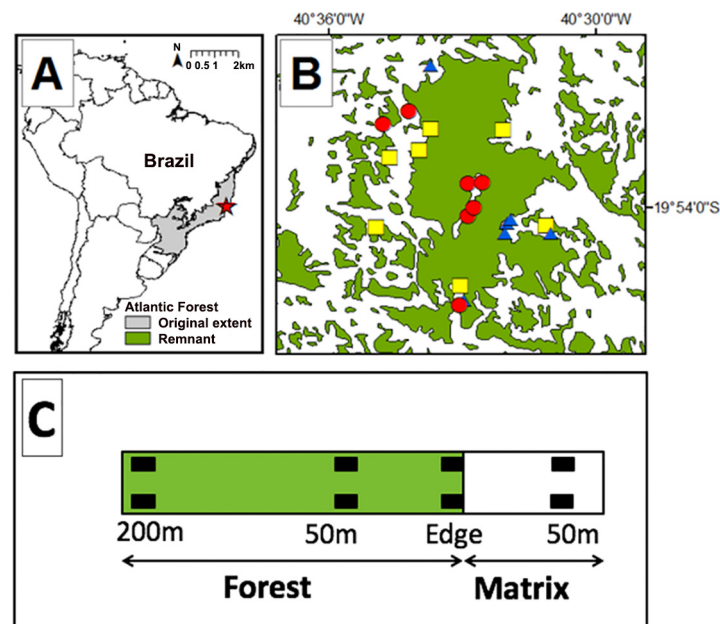 40°36'0"W 40°30'0"W
A
N
0 0.5 1 2km
B
Brazil
19°54'0"S
Atlantic Forest
Original extent
Remnant
C
200m 50m Edge 50m
Forest Matrix